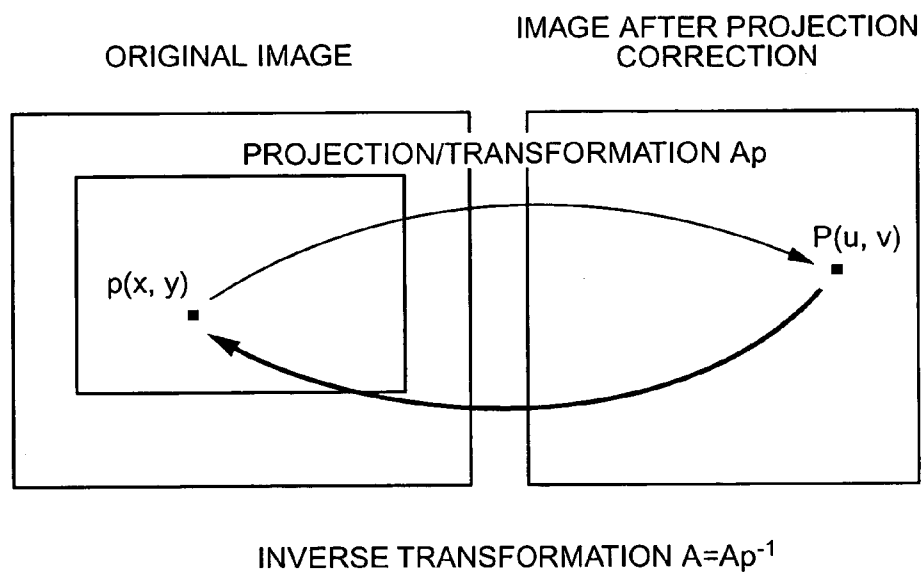 ORIGINAL IMAGE
IMAGE AFTER PROJECTION
CORRECTION
PROJECTION/TRANSFORMATION Ap
p(x, y)
P(u, v)
INVERSE TRANSFORMATION A=Ap⁻¹